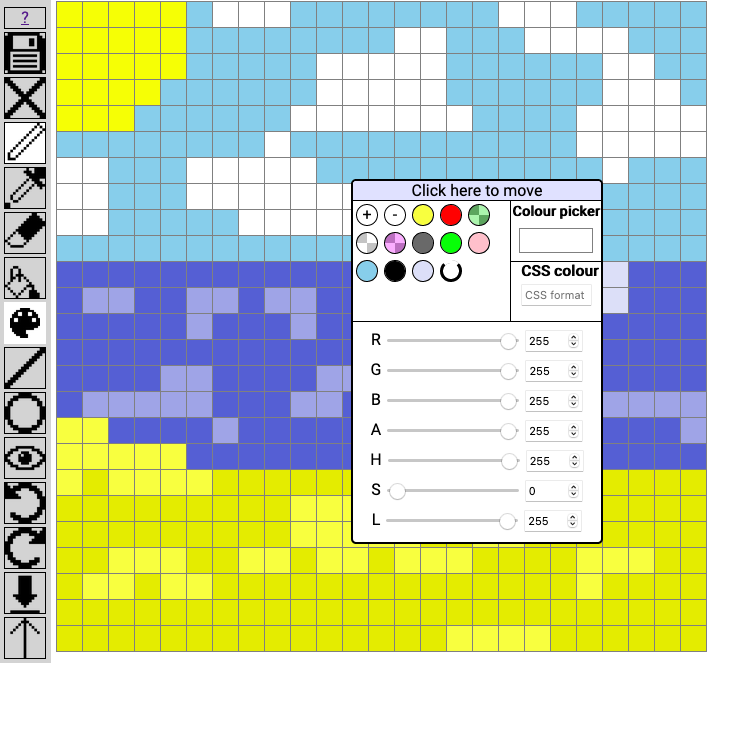 ?
Click here to move
+ -
Colour picker
CSS colour
CSS format
R 255
G 255
B 255
A 255
H 255
S 0
L 255